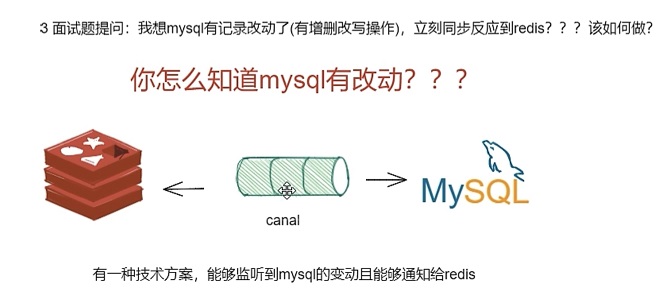 3 面试题提问：我想mysql有记录改动了(有增删改写操作)，立刻同步反应到redis？？？该如何做？
你怎么知道mysql有改动？？？
MySQL
canal
有一种技术方案，能够监听到mysql的变动且能够通知给redis